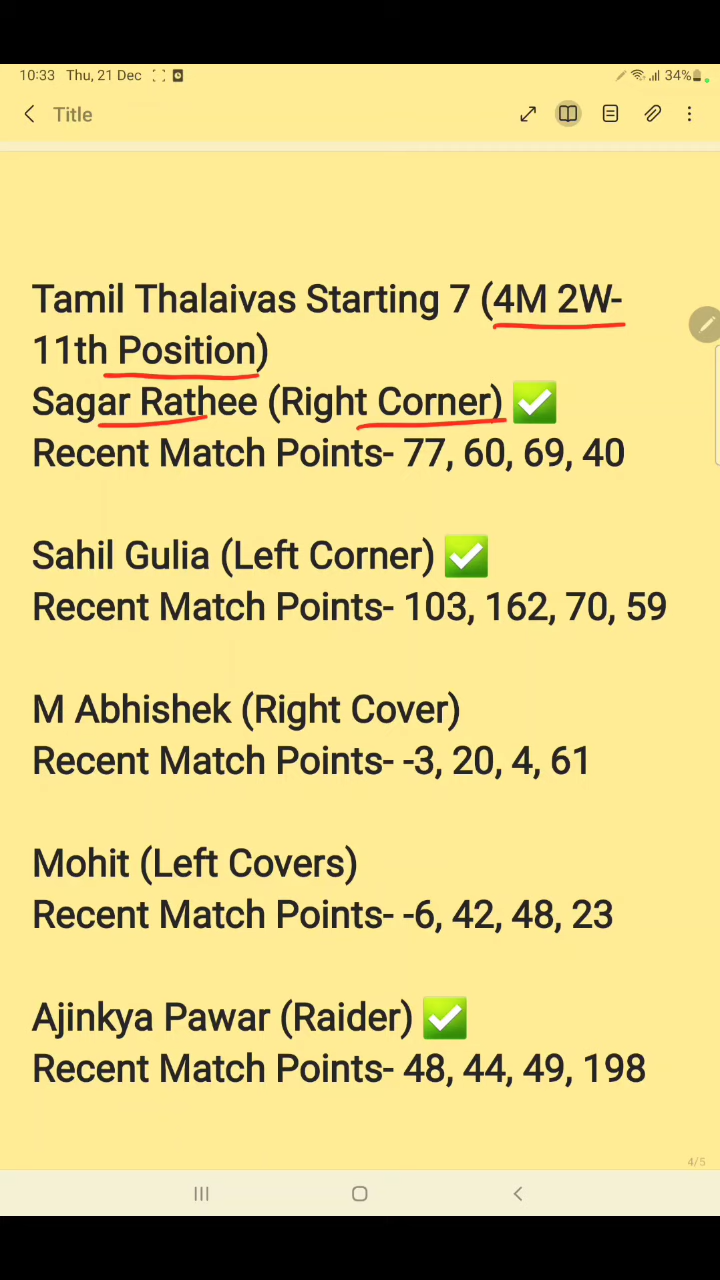 10:33 Thu, 21 Dec 34%
Title
Tamil Thalaivas Starting 7 (4M 2W-
11th Position)
Sagar Rathee (Right Corner) ✅
Recent Match Points- 77, 60, 69, 40
Sahil Gulia (Left Corner) ✅
Recent Match Points- 103, 162, 70, 59
M Abhishek (Right Cover)
Recent Match Points- -3, 20, 4, 61
Mohit (Left Covers)
Recent Match Points- -6, 42, 48, 23
Ajinkya Pawar (Raider) ✅
Recent Match Points- 48, 44, 49, 198
4/5